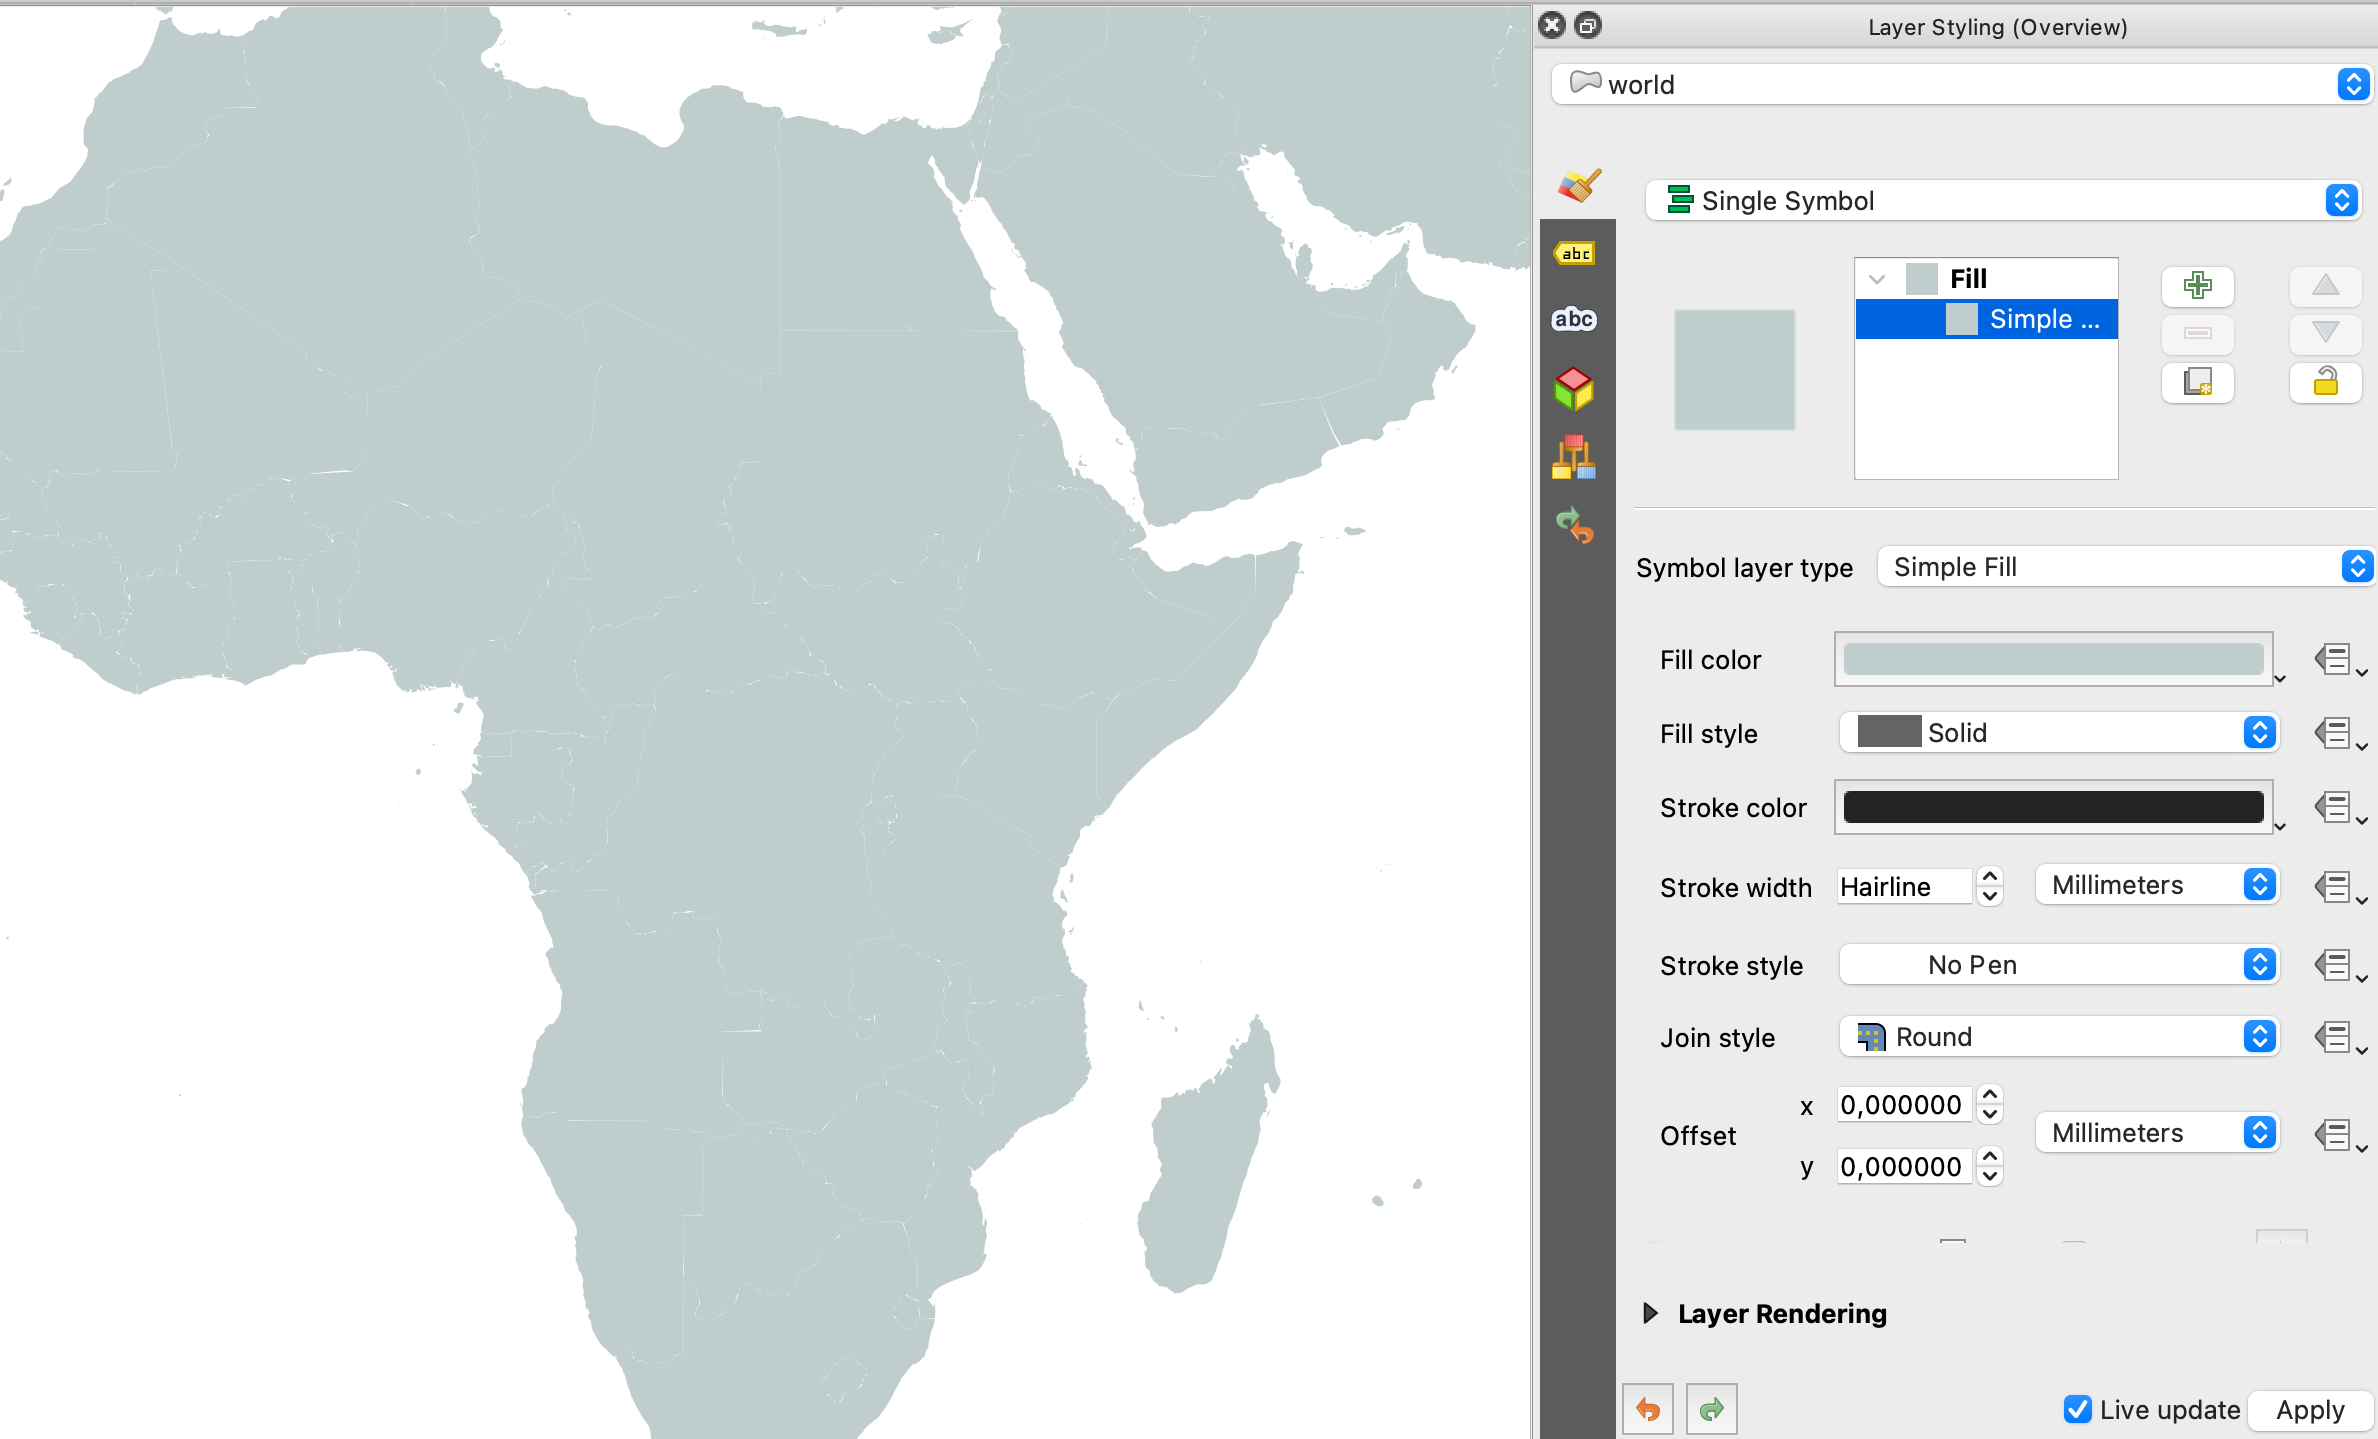 Layer Styling (Overview)
world
Single Symbol
abc
abc
Fill
Simple ...
Symbol layer type Simple Fill
Fill color
Fill style Solid
Stroke color
Stroke width Hairline Millimeters
Stroke style No Pen
Join style Round
x 0,000000
Offset Millimeters
y 0,000000
Layer Rendering
Live update Apply